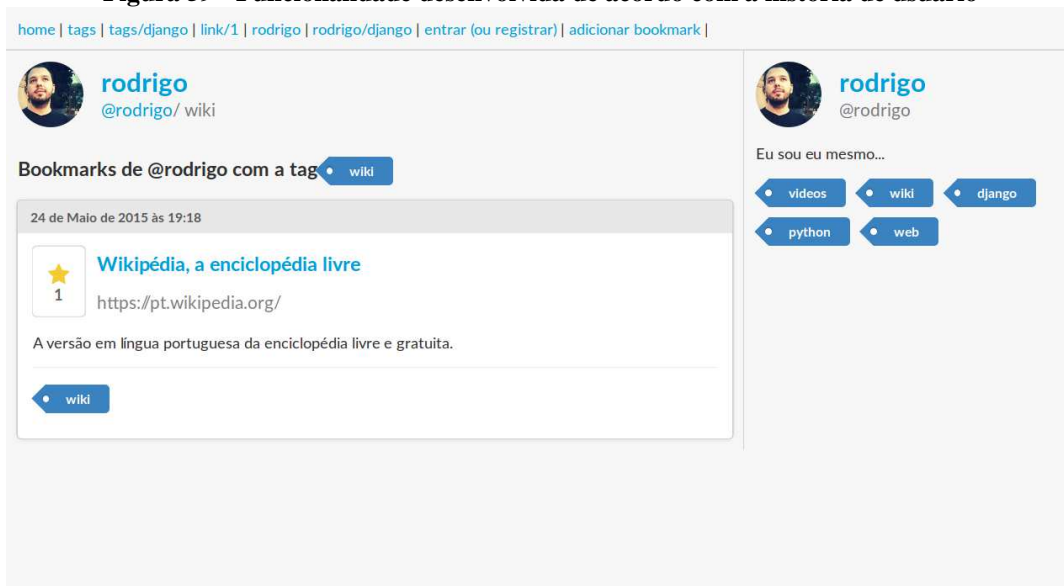 home | tags | tags/django | link/1 | rodrigo | rodrigo/django | entrar (ou registrar) | adicionar bookmark |
rodrigo
@rodrigo/ wiki
Bookmarks de @rodrigo com a tag wiki
24 de Maio de 2015 às 19:18
Wikipédia, a enciclopédia livre
1
https://pt.wikipedia.org/
A versão em língua portuguesa da enciclopédia livre e gratuita.
wiki
rodrigo
@rodrigo
Eu sou eu mesmo...
videos wiki django
python web